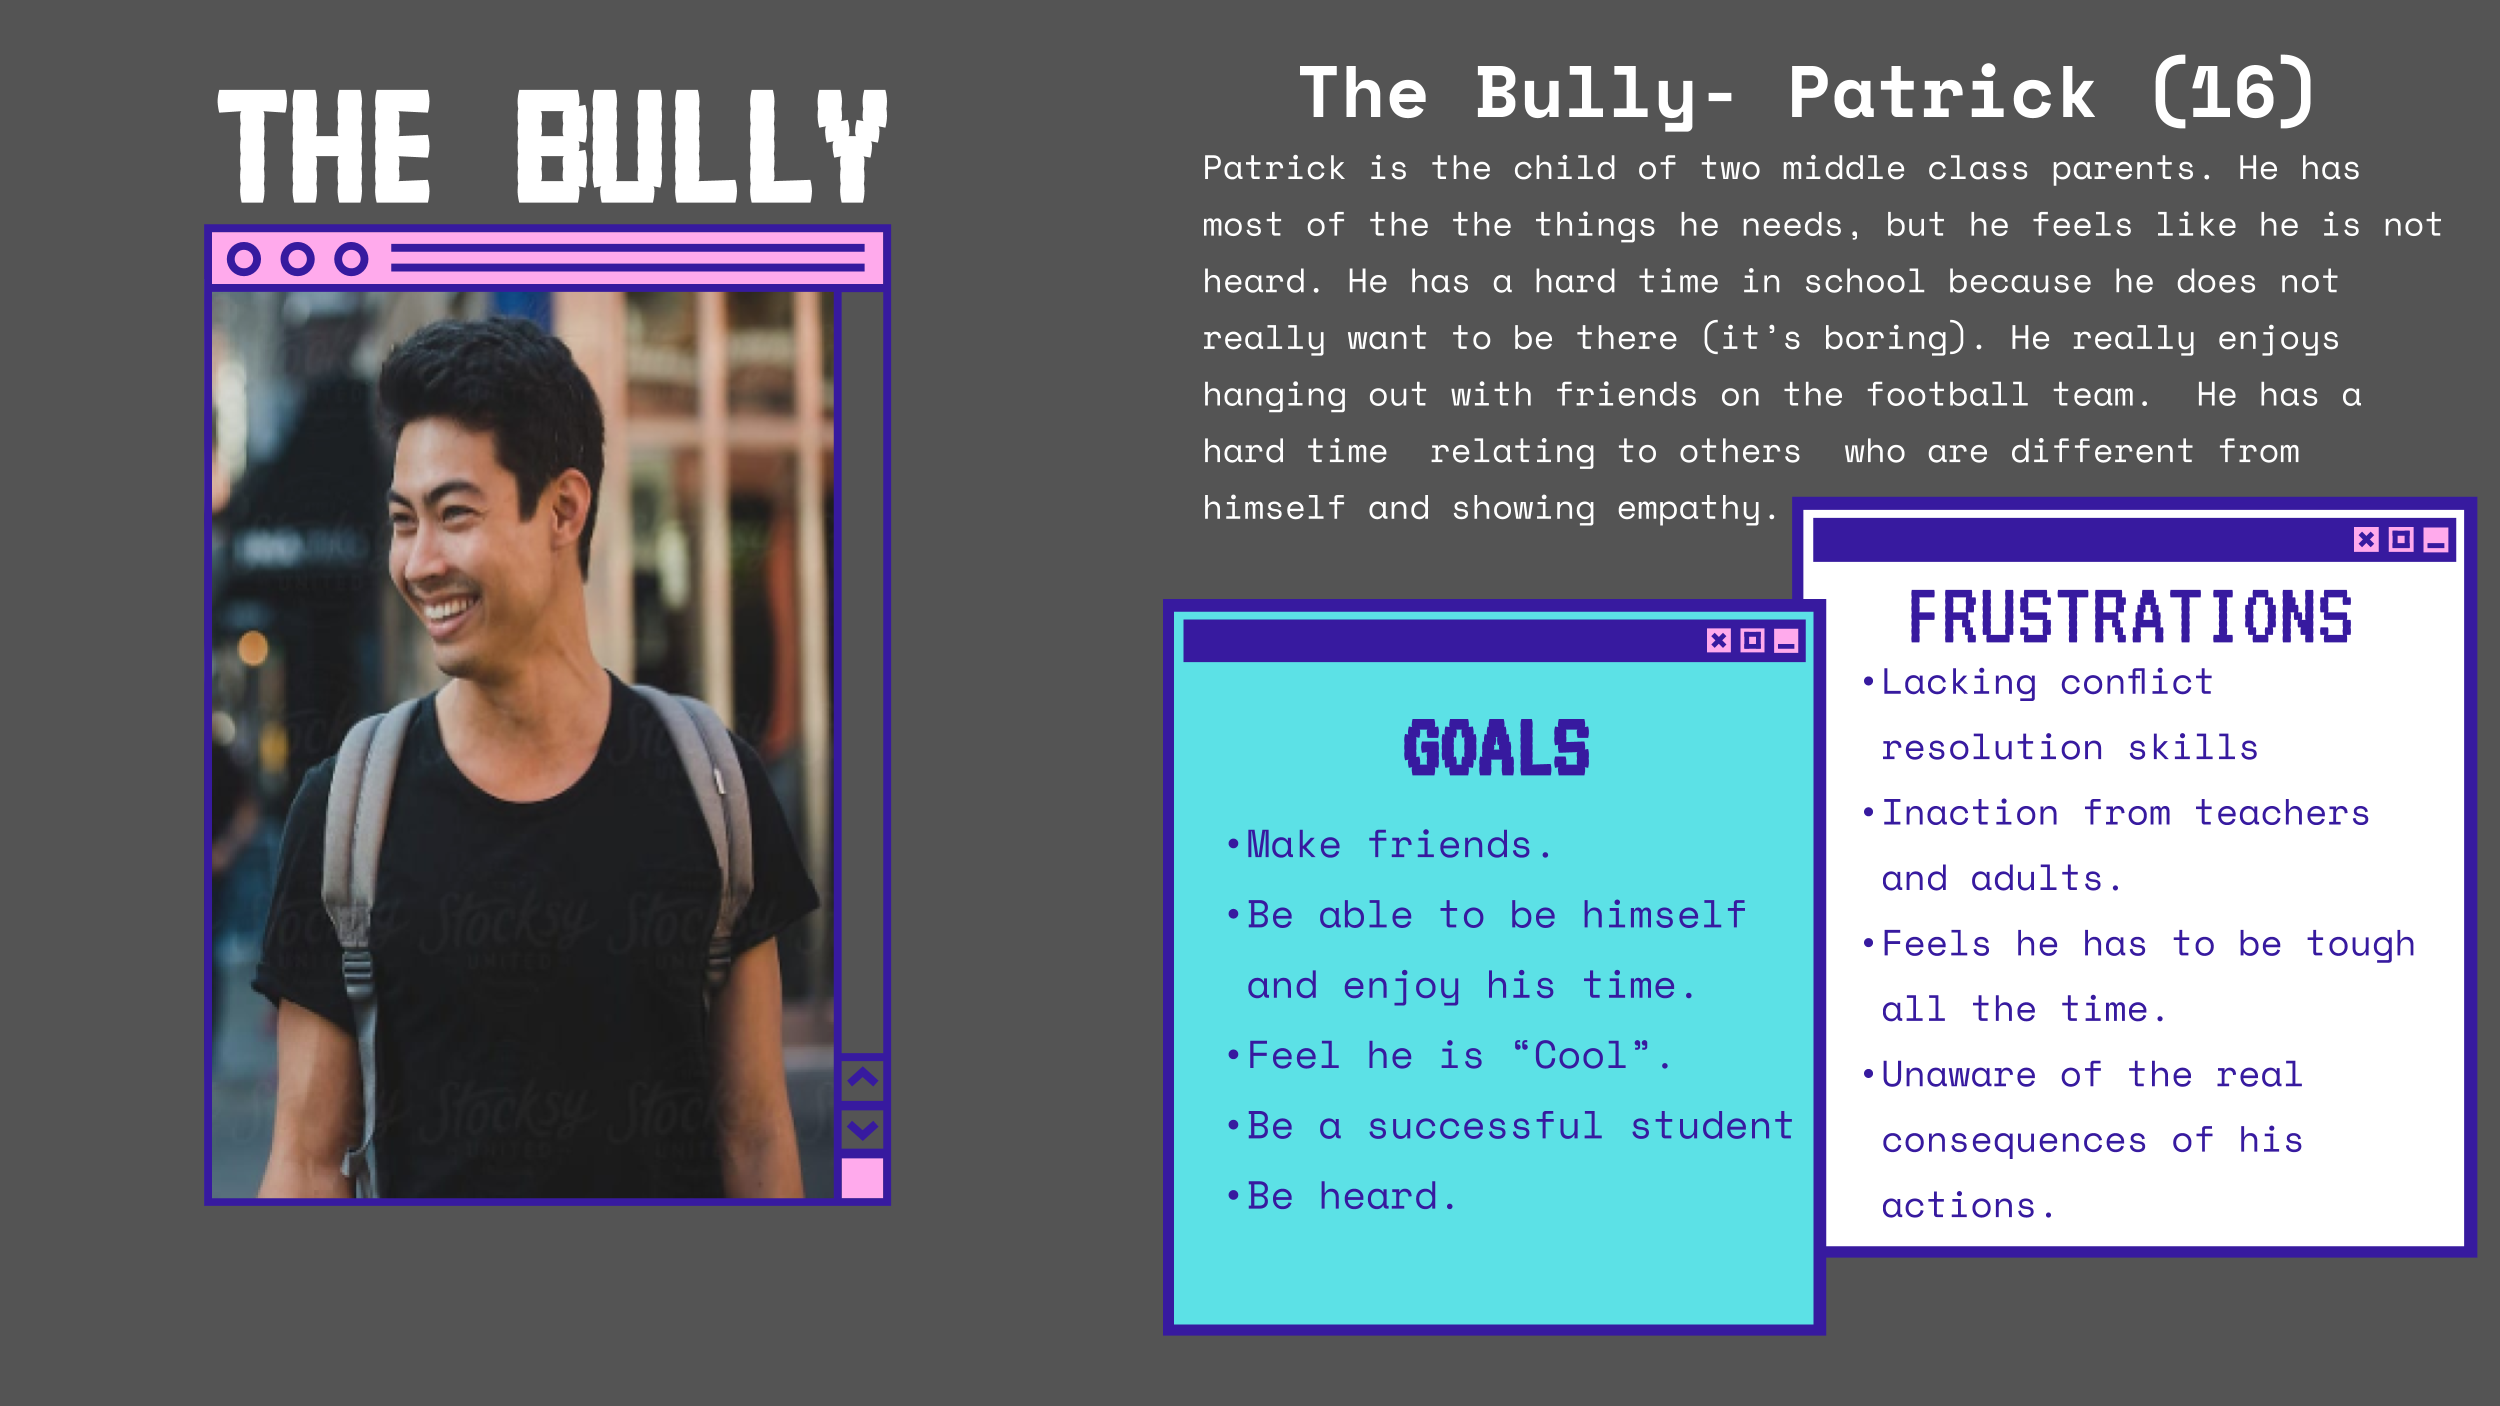 THE BULLY
The Bully- Patrick (16)
Patrick is the child of two middle class parents. He has
most of the the things he needs, but he feels like he is not
heard. He has a hard time in school because he does not
really want to be there (it’s boring). He really enjoys
hanging out with friends on the football team.  He has a
hard time  relating to others  who are different from
himself and showing empathy.
GOALS
•Make friends.
•Be able to be himself
and enjoy his time.
•Feel he is “Cool”.
•Be a successful student
•Be heard.
FRUSTRATIONS
•Lacking conflict
resolution skills
•Inaction from teachers
and adults.
•Feels he has to be tough
all the time.
•Unaware of the real
consequences of his
actions.
Stocksy
UNITED
Stocksy
UNITED